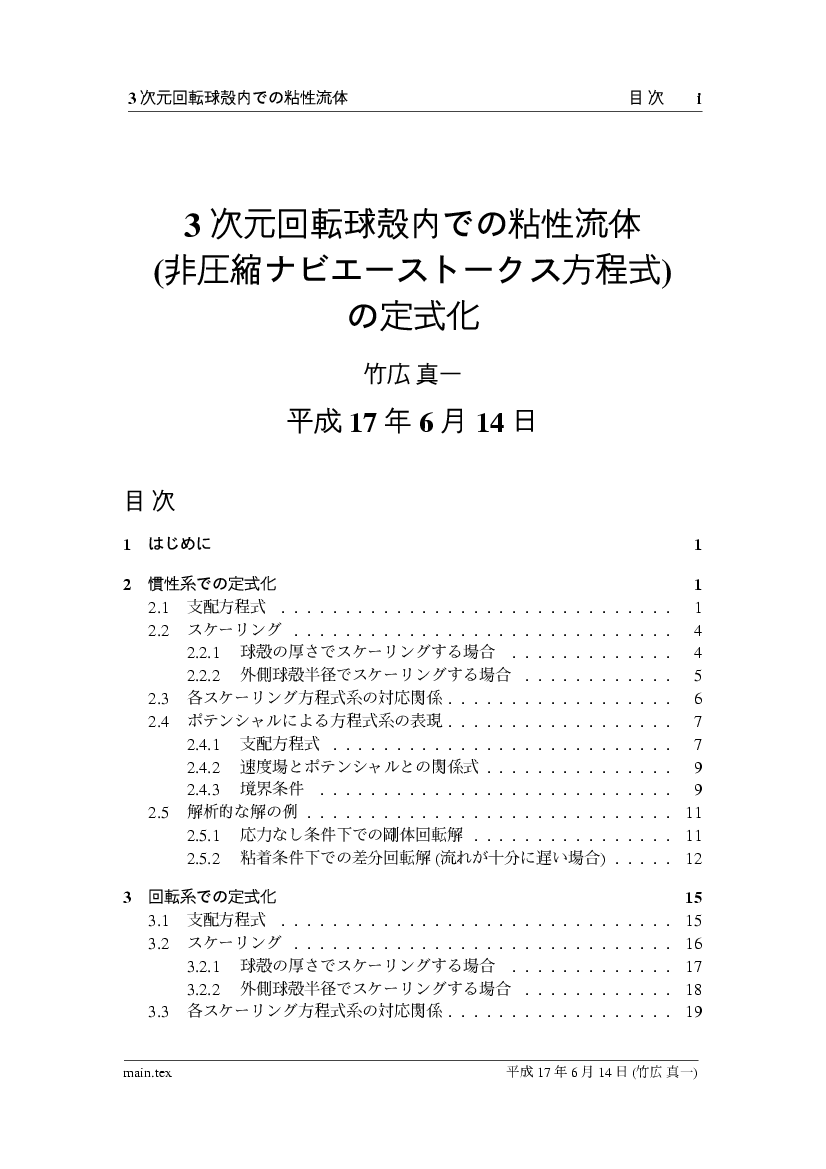 3 次元回転球殻内での粘性流体 目 次 i
3 次元回転球殻内での粘性流体
(非圧縮ナビエーストークス方程式)
の定式化
竹広 真一
平成 17 年 6 月 14 日
目 次
1 はじめに 1
2 慣性系での定式化 1
2.1 支配方程式 . . . . . . . . . . . . . . . . . . . . . . . . . . . . . . . 1
2.2 スケーリング . . . . . . . . . . . . . . . . . . . . . . . . . . . . . . 4
2.2.1 球殻の厚さでスケーリングする場合 . . . . . . . . . . . . . 4
2.2.2 外側球殻半径でスケーリングする場合 . . . . . . . . . . . . 5
2.3 各スケーリング方程式系の対応関係 . . . . . . . . . . . . . . . . . . 6
2.4 ポテンシャルによる方程式系の表現 . . . . . . . . . . . . . . . . . . 7
2.4.1 支配方程式 . . . . . . . . . . . . . . . . . . . . . . . . . . . 7
2.4.2 速度場とポテンシャルとの関係式 . . . . . . . . . . . . . . . 9
2.4.3 境界条件 . . . . . . . . . . . . . . . . . . . . . . . . . . . . 9
2.5 解析的な解の例 . . . . . . . . . . . . . . . . . . . . . . . . . . . . . 11
2.5.1 応力なし条件下での剛体回転解 . . . . . . . . . . . . . . . . 11
2.5.2 粘着条件下での差分回転解 (流れが十分に遅い場合) . . . . . 12
3 回転系での定式化 15
3.1 支配方程式 . . . . . . . . . . . . . . . . . . . . . . . . . . . . . . . 15
3.2 スケーリング . . . . . . . . . . . . . . . . . . . . . . . . . . . . . . 16
3.2.1 球殻の厚さでスケーリングする場合 . . . . . . . . . . . . . 17
3.2.2 外側球殻半径でスケーリングする場合 . . . . . . . . . . . . 18
3.3 各スケーリング方程式系の対応関係 . . . . . . . . . . . . . . . . . . 19
main.tex 平成 17 年 6 月 14 日 (竹広 真一)